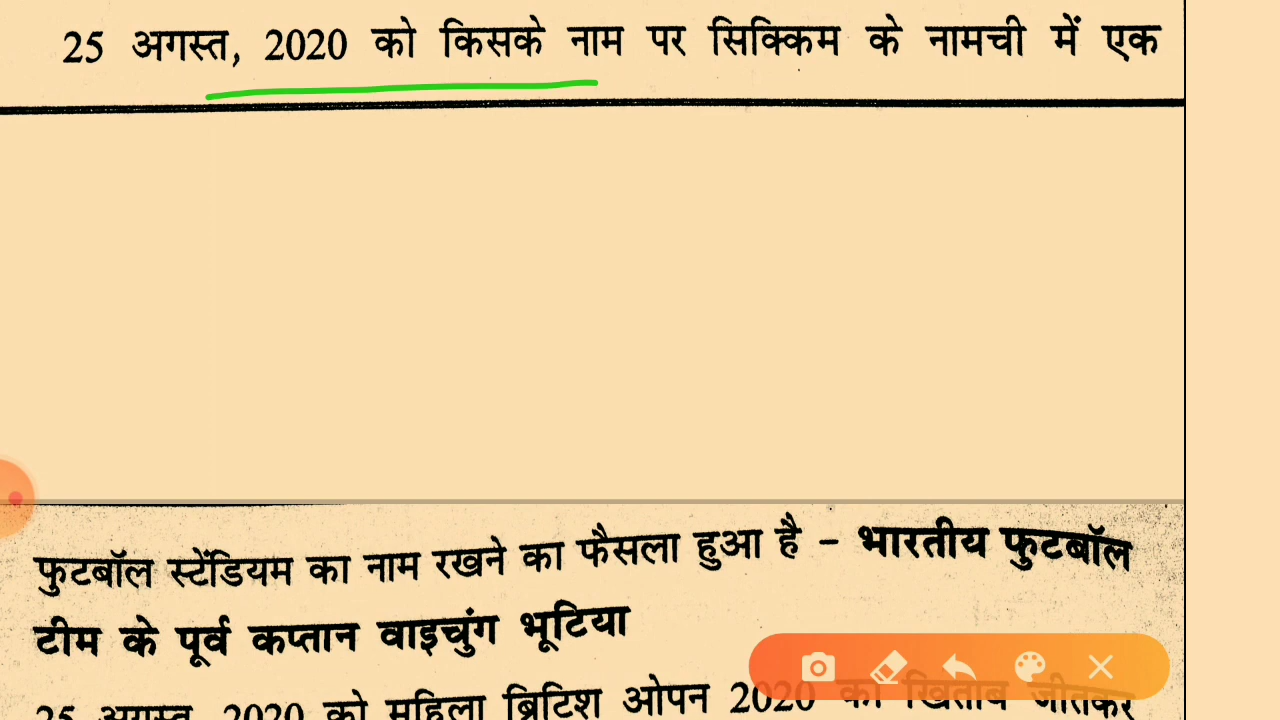 25 अगस्त, 2020 को किसके नाम पर सिक्किम के नामची में एक
फुटबॉल स्टेंडियम का नाम रखने का फैसला हुआ है – भारतीय फुटबॉल
टीम के पूर्व कप्तान वाइचुंग भूटिया
25 अगस्त, 2020 को महिला ब्रिटिश ओपन 2020 का खिताब जीतकर